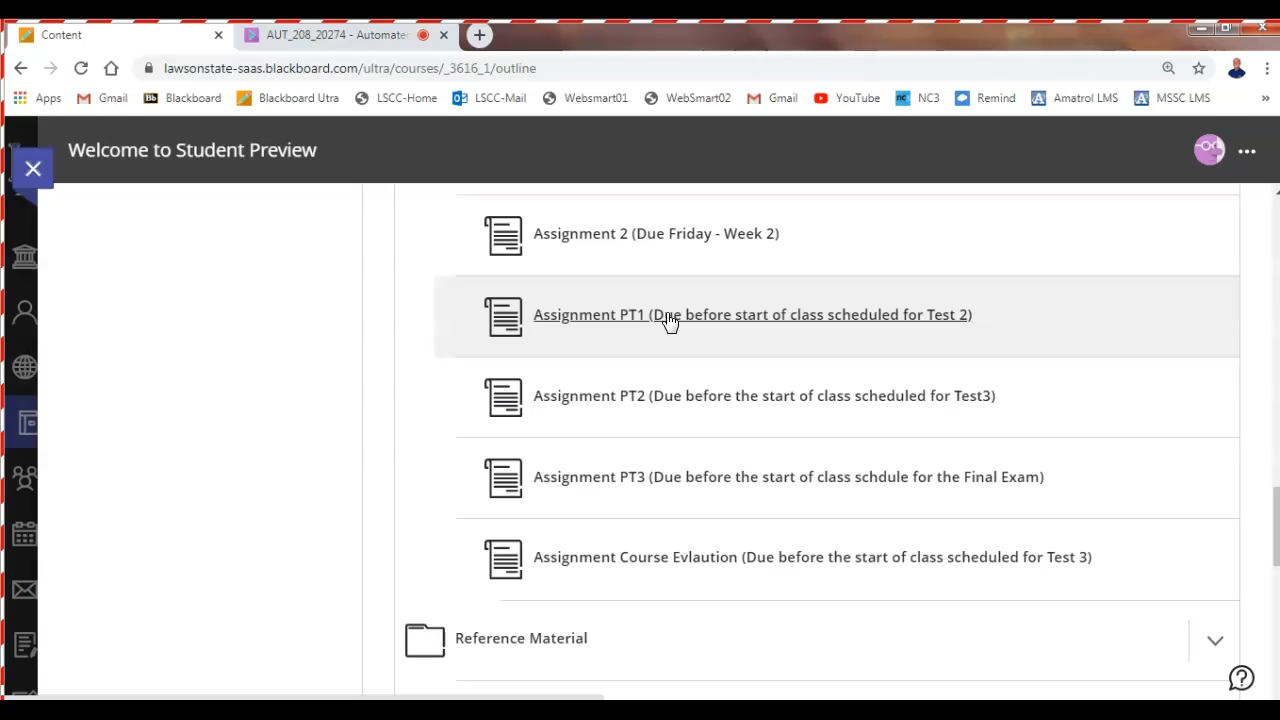 Content
AUT_208_20274 - Automate
lawsonstate-saas.blackboard.com/ultra/courses/_3616_1/outline
Apps Gmail Bb Blackboard Blackboard Utra LSCC-Home LSCC-Mail Websmart01 WebSmart02 Gmail YouTube nc NC3 Remind Amatrol LMS MSSC LMS »
Welcome to Student Preview
Assignment 2 (Due Friday - Week 2)
Assignment PT1 (Due before start of class scheduled for Test 2)
Assignment PT2 (Due before the start of class scheduled for Test3)
Assignment PT3 (Due before the start of class schdule for the Final Exam)
Assignment Course Evlaution (Due before the start of class scheduled for Test 3)
Reference Material